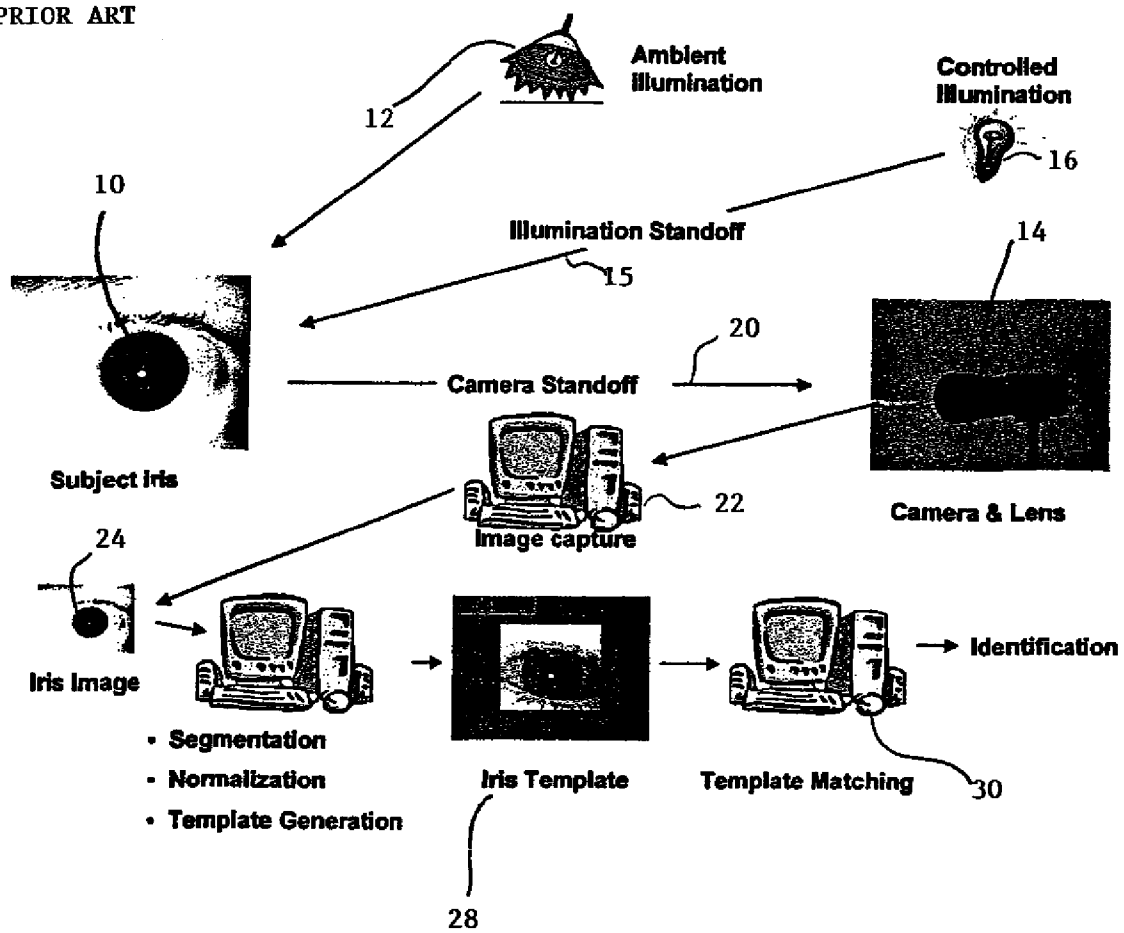 PRIOR ART
12
Ambient
Illumination
Controlled
Illumination
16
10
Illumination Standoff
15
14
20
Camera Standoff
Subject Iris
22
Image capture
Camera & Lens
24
Iris Image
Identification
• Segmentation
• Normalization
• Template Generation
Iris Template
Template Matching
30
28